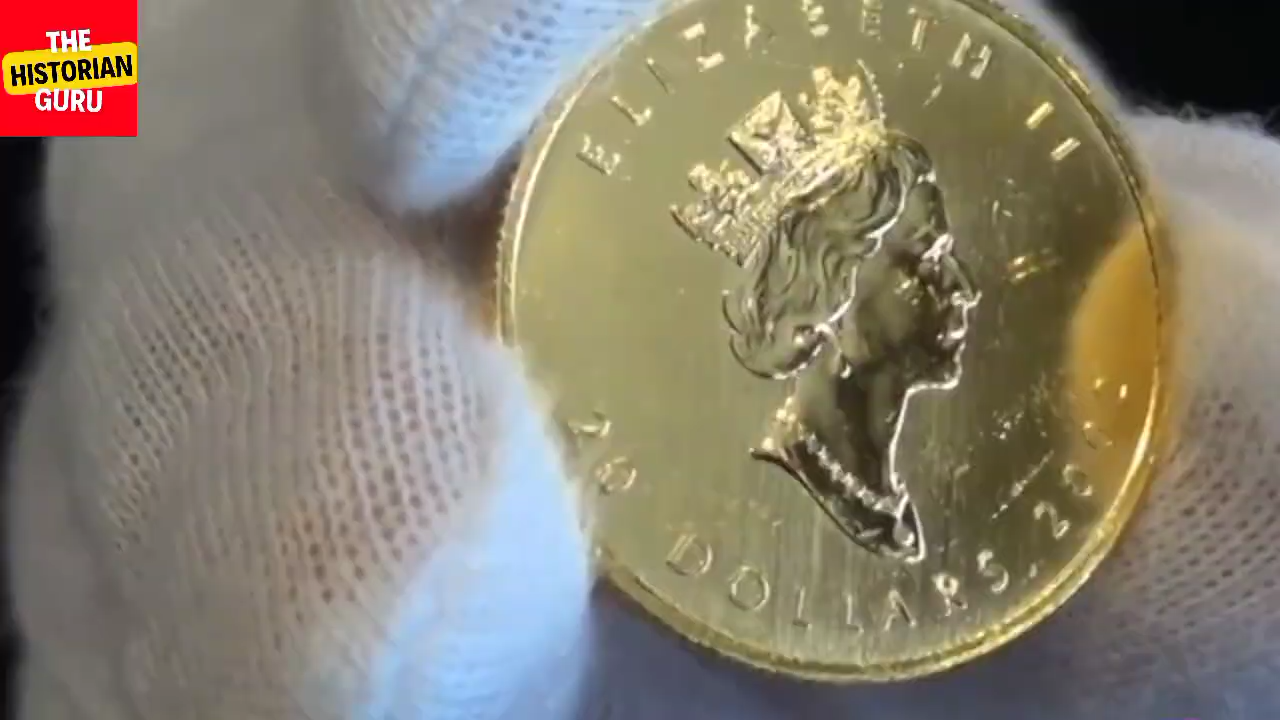 THE
HISTORIAN
GURU
ELIZABETH II
DOLLARS